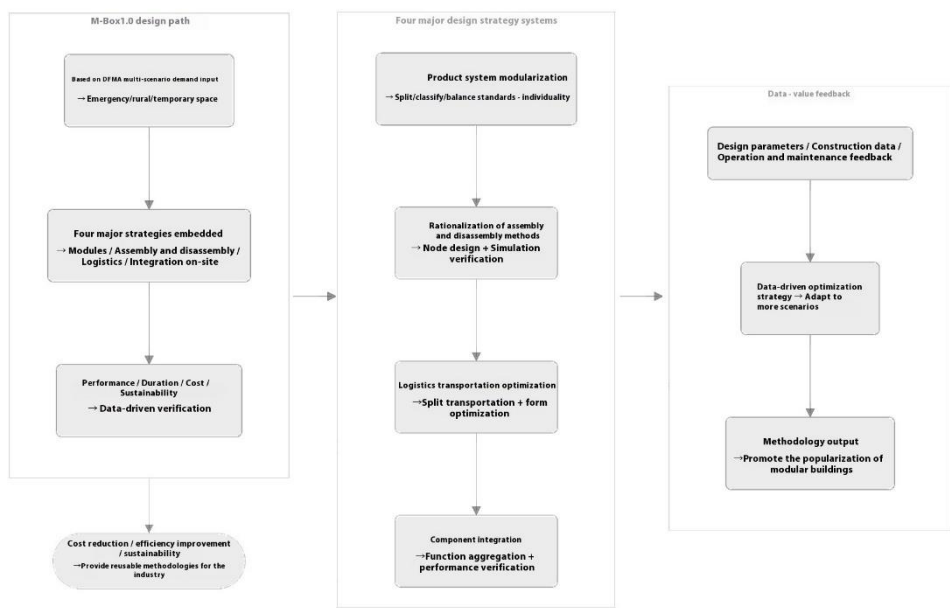 M-Box1.0 design path
Based on DFMA multi-scenario demand input
→ Emergency/rural/temporary space
Four major strategies embedded
→ Modules / Assembly and disassembly /
Logistics / Integration on-site
Performance / Duration / Cost /
Sustainability
→ Data-driven verification
Cost reduction / efficiency improvement
/ sustainability
→Provide reusable methodologies for the
industry
Four major design strategy systems
Product system modularization
→ Split/classify/balance standards - individuality
Rationalization of assembly
and disassembly methods
→ Node design + Simulation
verification
Logistics transportation optimization
→Split transportation + form
optimization
Component integration
→Function aggregation +
performance verification
Data - value feedback
Design parameters / Construction data /
Operation and maintenance feedback
Data-driven optimization
strategy → Adapt to
more scenarios
Methodology output
→Promote the popularization of
modular buildings